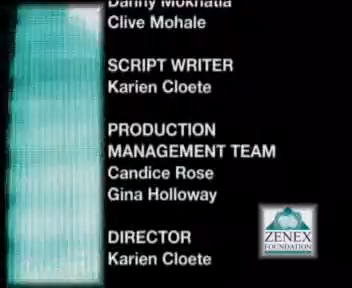 Clive Mohale
SCRIPT WRITER
Karien Cloete
PRODUCTION
MANAGEMENT TEAM
Candice Rose
Gina Holloway
DIRECTOR
Karien Cloete
ZENEX
FOUNDATION